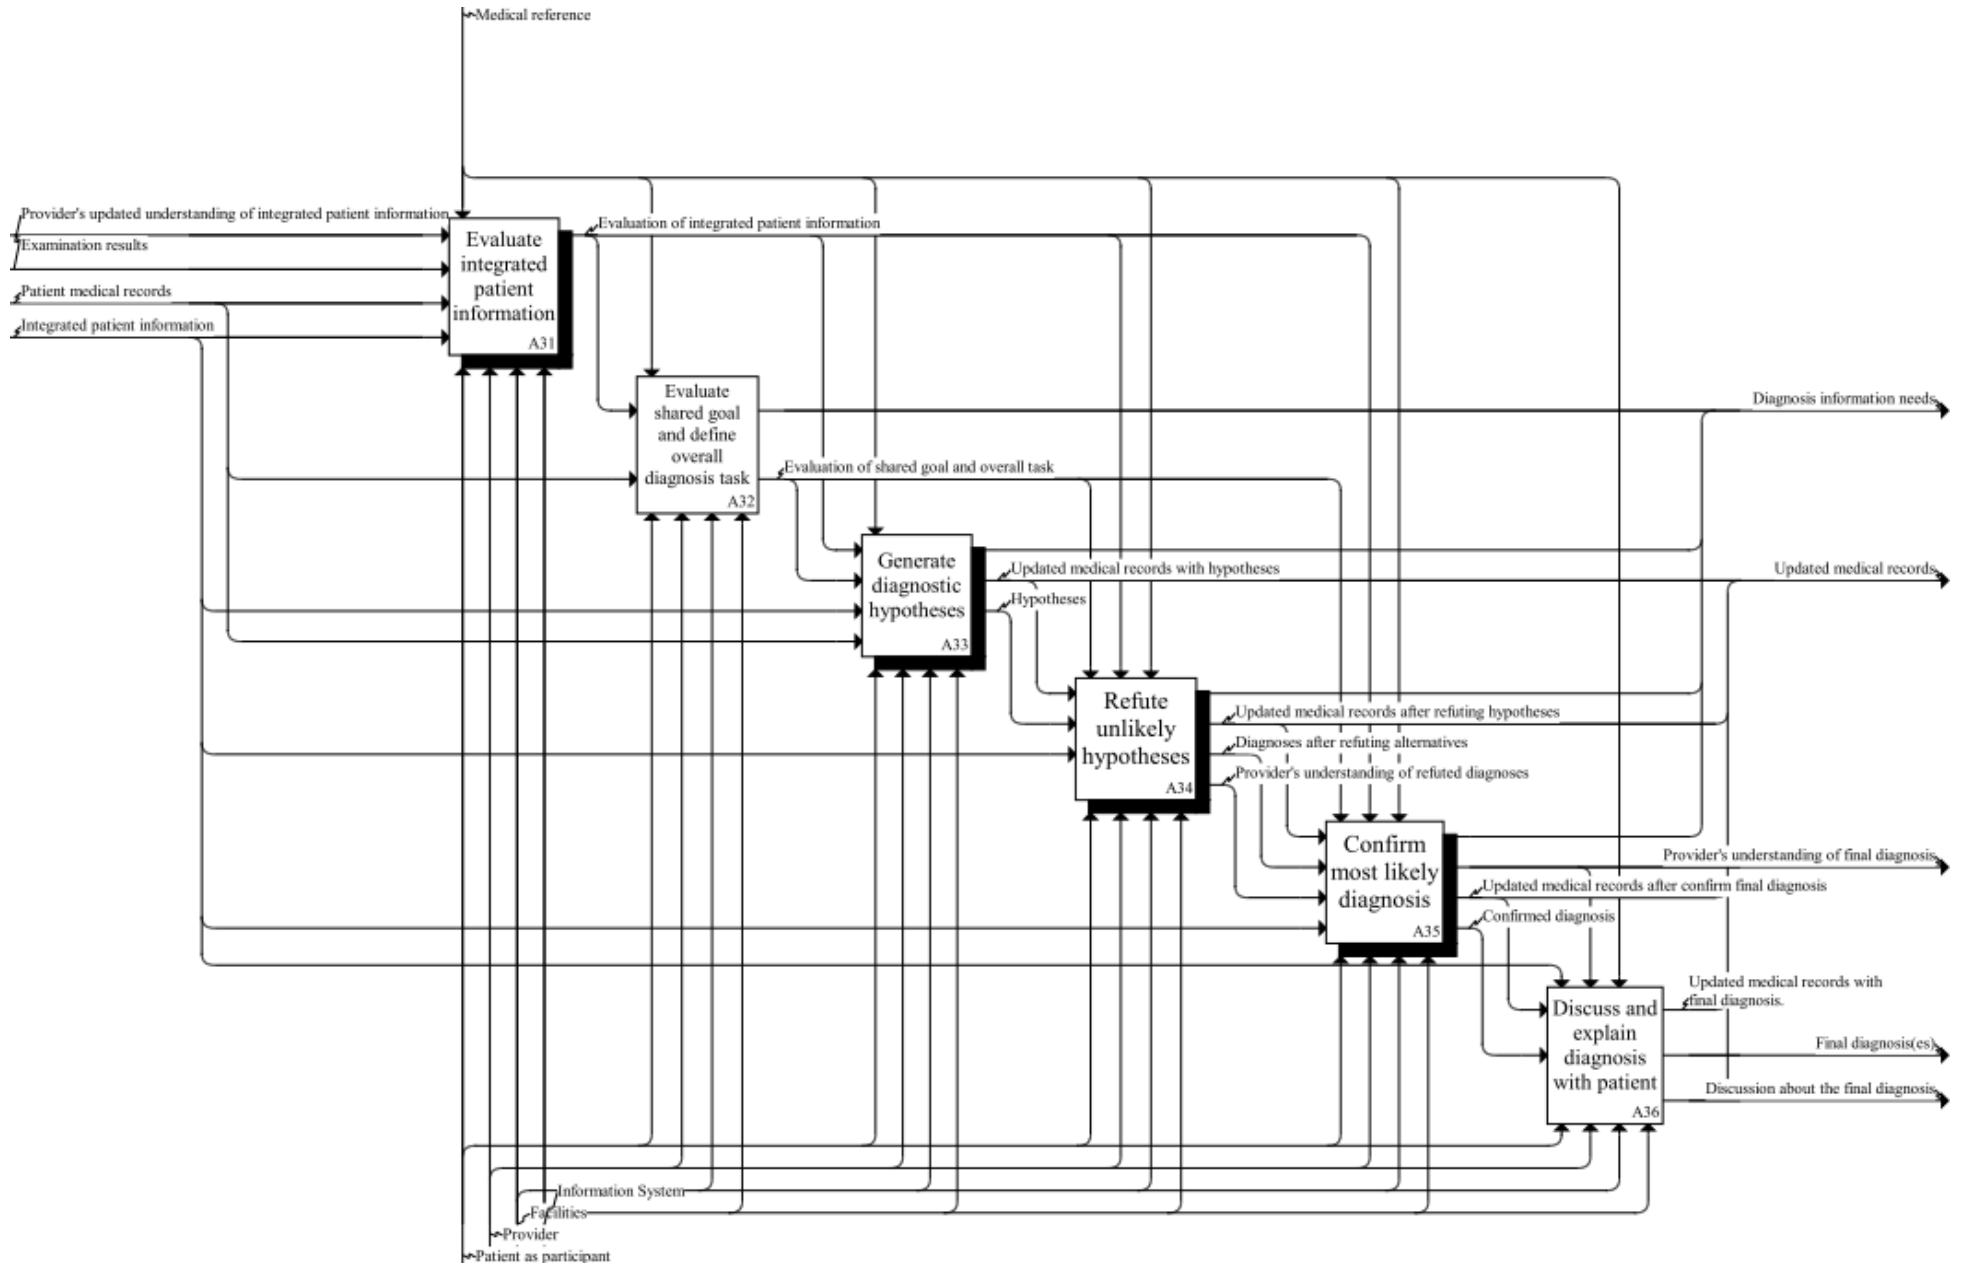 Medical reference
Provider's updated understanding of integrated patient information
Examination results
Patient medical records
Integrated patient information
Evaluate
integrated
patient
information
A31
Evaluation of integrated patient information
Evaluate
shared goal
and define
overall
diagnosis task
A32
Diagnosis information needs
Evaluation of shared goal and overall task
Generate
diagnostic
hypotheses
A33
Updated medical records with hypotheses
Updated medical records
Hypotheses
Refute
unlikely
hypotheses
A34
Updated medical records after refuting hypotheses
Diagnoses after refuting alternatives
Provider's understanding of refuted diagnoses
Confirm
most likely
diagnosis
A35
Provider's understanding of final diagnosis
Updated medical records after confirm final diagnosis
Confirmed diagnosis
Discuss and
explain
diagnosis
with patient
A36
Updated medical records with
final diagnosis.
Final diagnosis(es)
Discussion about the final diagnosis
Information System
Facilities
Provider
Patient as participant